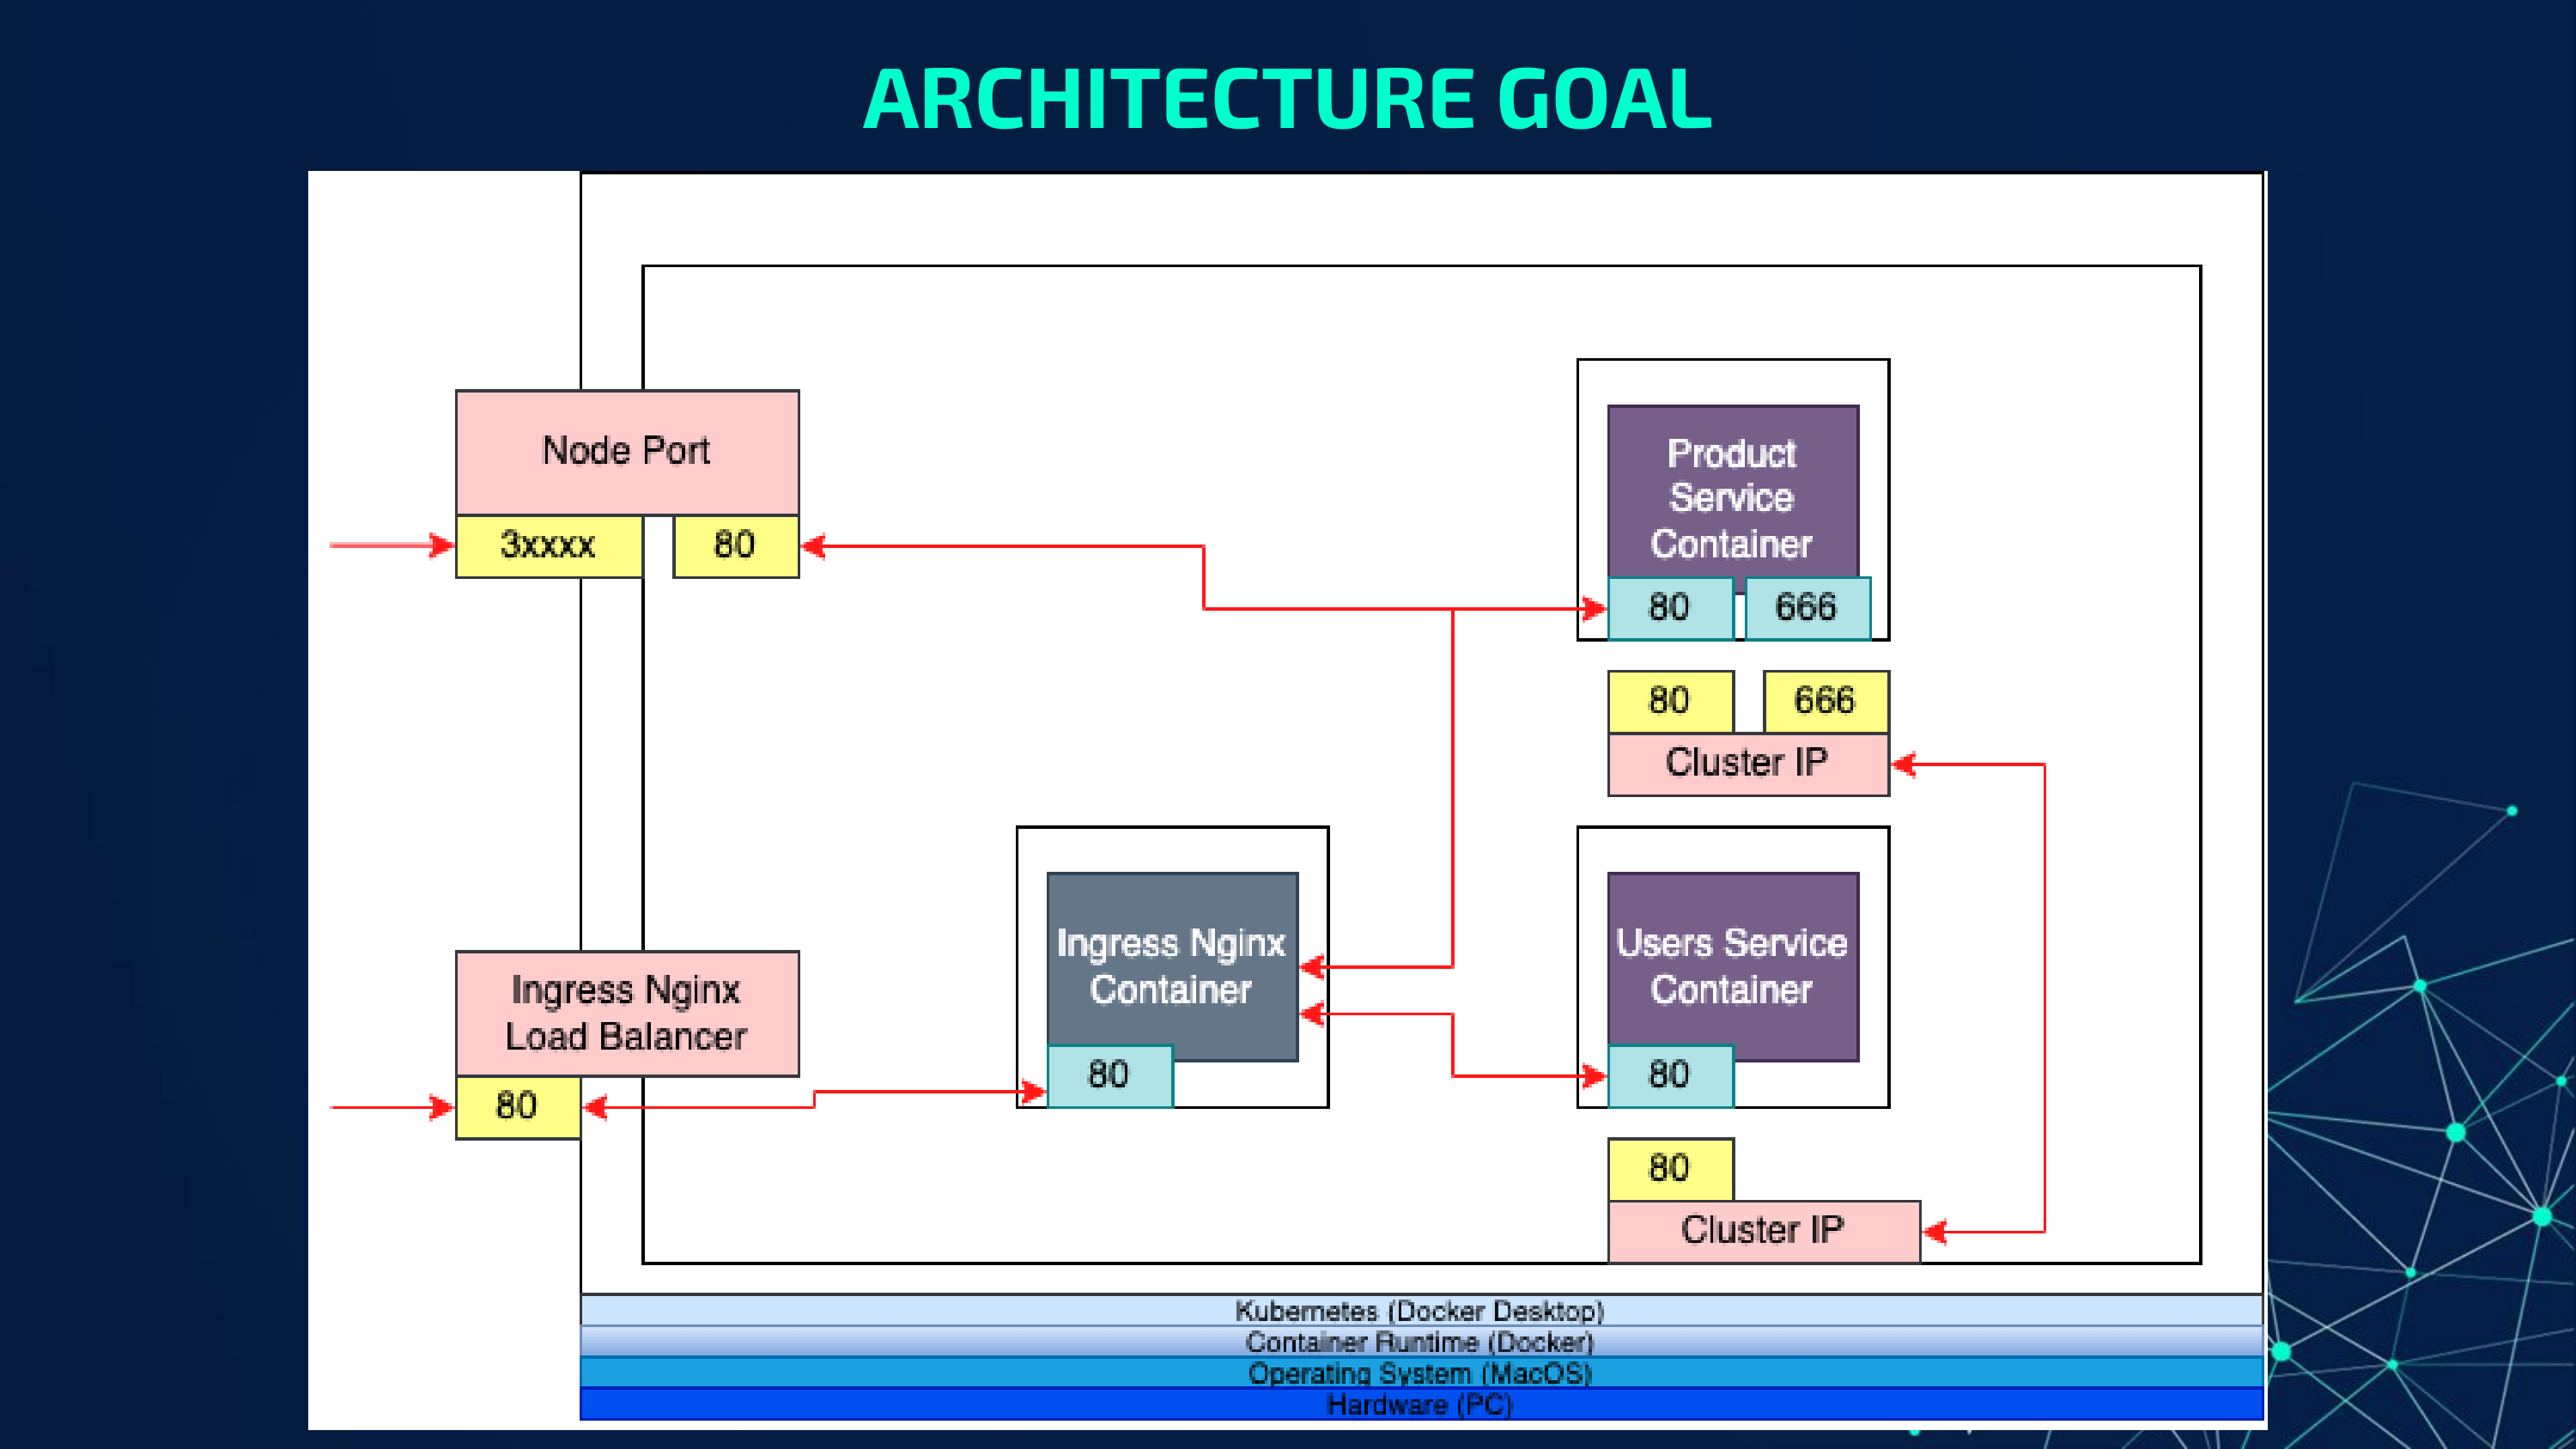 ARCHITECTURE GOAL
Node Port
3xxxx
80
Product
Service
Container
80
666
80
666
Cluster IP
Ingress Nginx
Load Balancer
80
Ingress Nginx
Container
80
Users Service
Container
80
80
Cluster IP
Kubernetes (Docker Desktop)
Container Runtime (Docker)
Operating System (MacOS)
Hardware (PC)